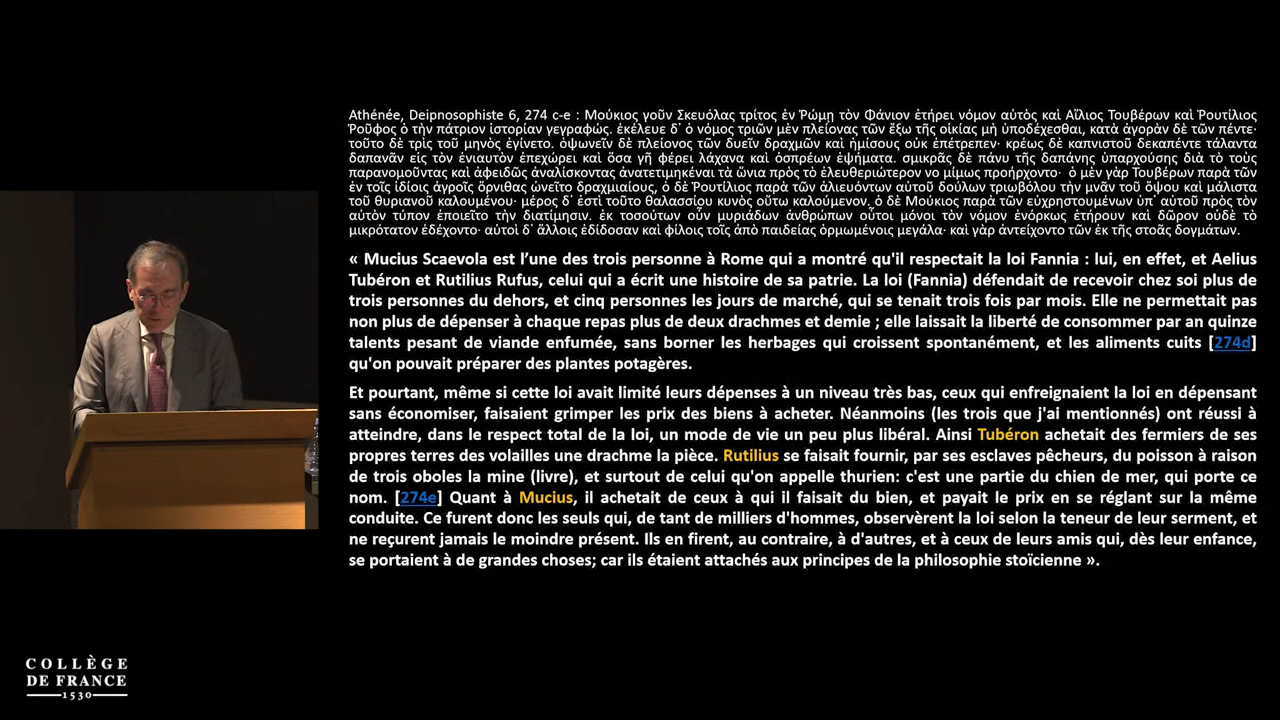 Athénée, Deipnosophiste 6, 274 c-e : Μούκιος γοῦν Σκευόλας τρίτος ἐν Ῥώμῃ τὸν Φάνιον ἐτήρει νόμον αὐτὸς καὶ Αἴλιος Τουβέρων καὶ Ῥουτίλιος
Ῥοῦφος ὁ τὴν πάτριον ἱστορίαν γεγραφώς. ἐκέλευε δ᾽ ὁ νόμος τριῶν μὲν πλείονας τῶν ἔξω τῆς οἰκίας μὴ ὑποδέχεσθαι, κατὰ ἀγορὰν δὲ τῶν πέντε·
τοῦτο δὲ τρὶς τοῦ μηνὸς ἐγίνετο. ὀψωνεῖν δὲ πλείονος τῶν δυεῖν δραχμῶν καὶ ἡμίσους οὐκ ἐπέτρεπεν· κρέως δὲ καπνιστοῦ δεκαπέντε τάλαντα
δαπανᾶν εἰς τὸν ἐνιαυτὸν ἐπεχώρει καὶ ὅσα γῆ φέρει λάχανα καὶ ὀσπρέων ἑψήματα. σμικρᾶς δὲ πάνυ τῆς δαπάνης ὑπαρχούσης διὰ τὸ τοὺς
παρανομοῦντας καὶ ἀφειδῶς ἀναλίσκοντας ἀνατετιμηκέναι τὰ ὤνια πρὸς τὸ ἐλευθεριώτερον νο μίμως προήρχοντο· ὁ μὲν γὰρ Τουβέρων παρὰ τῶν
ἐν τοῖς ἰδίοις ἀγροῖς ὄρνιθας ὠνεῖτο δραχμιαίους, ὁ δὲ Ῥουτίλιος παρὰ τῶν ἁλιευόντων αὑτοῦ δούλων τριωβόλου τὴν μνᾶν τοῦ ὄψου καὶ μάλιστα
τοῦ θυριανοῦ καλουμένου· μέρος δ᾽ ἐστὶ τοῦτο θαλασσίου κυνὸς οὕτω καλούμενον. ὁ δὲ Μούκιος παρὰ τῶν εὐχρηστουμένων ὑπ᾽ αὐτοῦ πρὸς τὸν
αὐτὸν τύπον ἐποιεῖτο τὴν διατίμησιν. ἐκ τοσούτων οὖν μυριάδων ἀνθρώπων οὗτοι μόνοι τὸν νόμον ἐνόρκως ἐτήρουν καὶ δῶρον οὐδὲ τὸ
μικρότατον ἐδέχοντο· αὐτοὶ δ᾽ ἄλλοις ἐδίδοσαν καὶ φίλοις τοῖς ἀπὸ παιδείας ὁρμωμένοις μεγάλα· καὶ γὰρ ἀντείχοντο τῶν ἐκ τῆς στοᾶς δογμάτων.
« Mucius Scaevola est l’une des trois personne à Rome qui a montré qu'il respectait la loi Fannia : lui, en effet, et Aelius
Tubéron et Rutilius Rufus, celui qui a écrit une histoire de sa patrie. La loi (Fannia) défendait de recevoir chez soi plus de
trois personnes du dehors, et cinq personnes les jours de marché, qui se tenait trois fois par mois. Elle ne permettait pas
non plus de dépenser à chaque repas plus de deux drachmes et demie ; elle laissait la liberté de consommer par an quinze
talents pesant de viande enfumée, sans borner les herbages qui croissent spontanément, et les aliments cuits [274d]
qu'on pouvait préparer des plantes potagères.
Et pourtant, même si cette loi avait limité leurs dépenses à un niveau très bas, ceux qui enfreignaient la loi en dépensant
sans économiser, faisaient grimper les prix des biens à acheter. Néanmoins (les trois que j'ai mentionnés) ont réussi à
atteindre, dans le respect total de la loi, un mode de vie un peu plus libéral. Ainsi Tubéron achetait des fermiers de ses
propres terres des volailles une drachme la pièce. Rutilius se faisait fournir, par ses esclaves pêcheurs, du poisson à raison
de trois oboles la mine (livre), et surtout de celui qu'on appelle thurien: c'est une partie du chien de mer, qui porte ce
nom. [274e] Quant à Mucius, il achetait de ceux à qui il faisait du bien, et payait le prix en se réglant sur la même
conduite. Ce furent donc les seuls qui, de tant de milliers d'hommes, observèrent la loi selon la teneur de leur serment, et
ne reçurent jamais le moindre présent. Ils en firent, au contraire, à d'autres, et à ceux de leurs amis qui, dès leur enfance,
se portaient à de grandes choses; car ils étaient attachés aux principes de la philosophie stoïcienne ».
COLLÈGE
DE FRANCE
1530